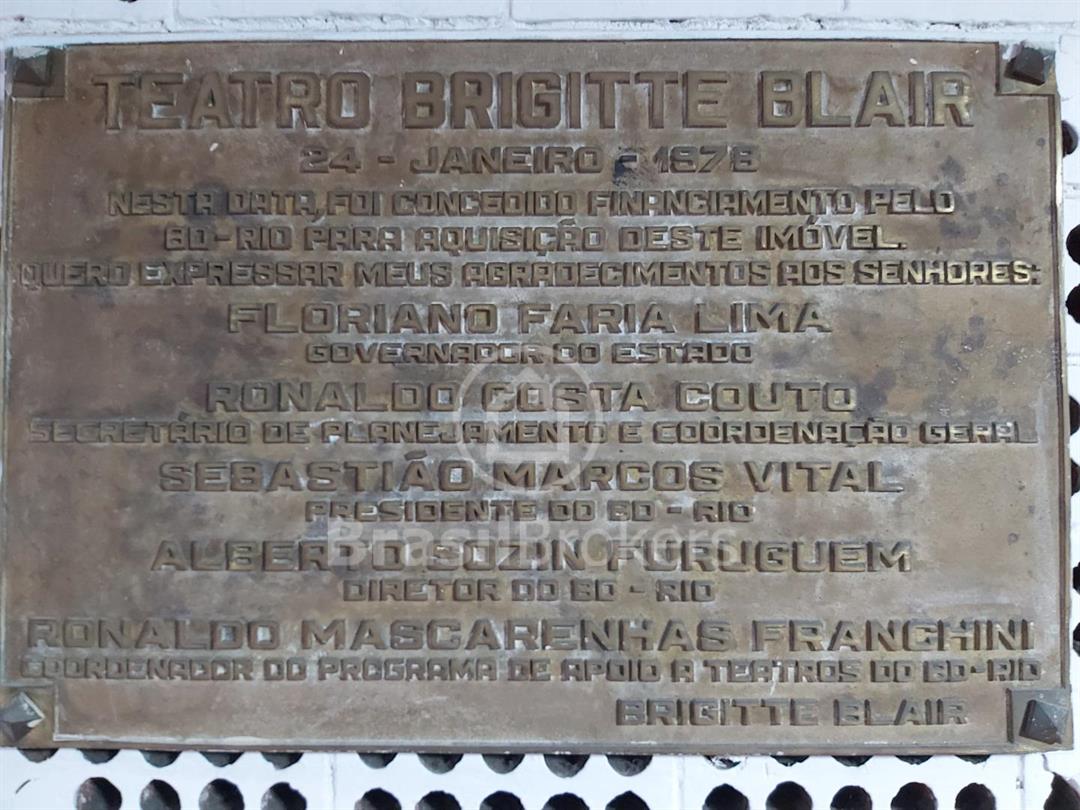 TEATRO BRIGITTE BLAIR
24 - JANEIRO - 1978
NESTA DATA, FOI CONCEDIDO FINANCIAMENTO PELO
BD-RIO PARA AQUISIÇÃO DESTE IMÓVEL.
QUERO EXPRESSAR MEUS AGRADECIMENTOS AOS SENHORES:
FLORIANO FARIA LIMA
GOVERNADOR DO ESTADO
RONALDO COSTA COUTO
SECRETÁRIO DE PLANEJAMENTO E COORDENAÇÃO GERAL
SEBASTIÃO MARCOS VITAL
PRESIDENTE DO BD - RIO
ALBERTO SOZIN FURUGUEM
BrasilBrokers
DIRETOR DO BD - RIO
RONALDO MASCARENHAS FRANCHINI
COORDENADOR DO PROGRAMA DE APOIO A TEATROS DO BD-RIO
BRIGITTE BLAIR